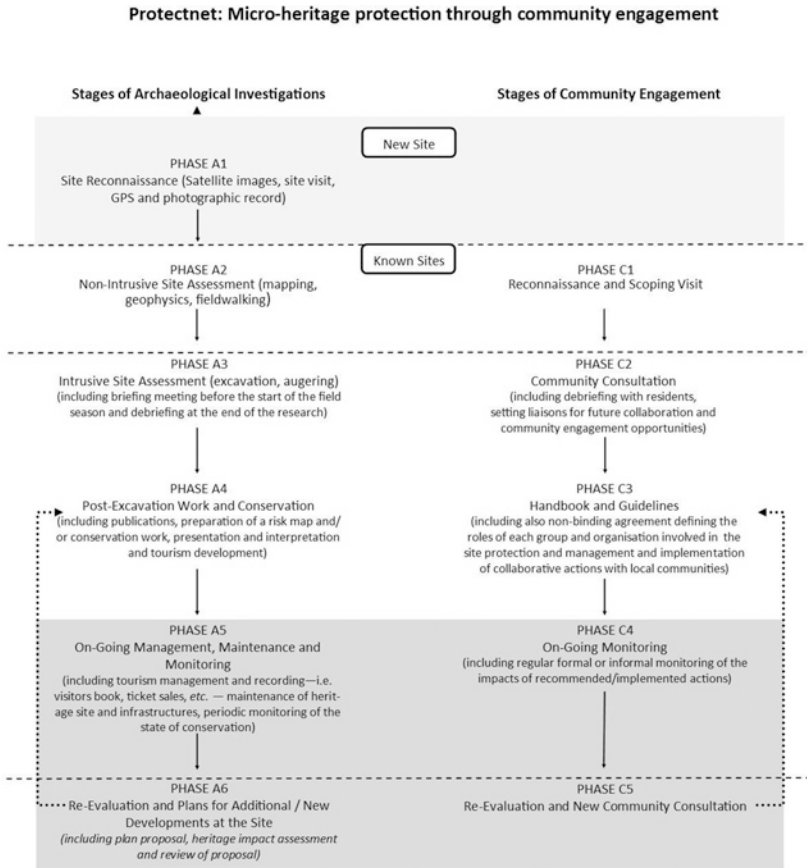 Protectnet: Micro-heritage protection through community engagement
Stages of Archaeological Investigations
Stages of Community Engagement
New Site
PHASE A1
Site Reconnaissance (Satellite images, site visit,
GPS and photographic record)
Known Sites
PHASE A2
Non-Intrusive Site Assessment (mapping,
geophysics, fieldwalking)
PHASE C1
Reconnaissance and Scoping Visit
PHASE A3
Intrusive Site Assessment (excavation, augering)
(including briefing meeting before the start of the field
season and debriefing at the end of the research)
PHASE C2
Community Consultation
(including debriefing with residents,
setting liaisons for future collaboration and
community engagement opportunities)
PHASE A4
Post-Excavation Work and Conservation
(including publications, preparation of a risk map and/
or conservation work, presentation and interpretation
and tourism development)
PHASE C3
Handbook and Guidelines
(including also non-binding agreement defining the
roles of each group and organisation involved in the
site protection and management and implementation
of collaborative actions with local communities)
PHASE A5
On-Going Management, Maintenance and
Monitoring
(including tourism management and recording—i.e.
visitors book, ticket sales, etc. — maintenance of herit-
age site and infrastructures, periodic monitoring of the
state of conservation)
PHASE C4
On-Going Monitoring
(including regular formal or informal monitoring of the
impacts of recommended/implemented actions)
PHASE A6
Re-Evaluation and Plans for Additional / New
Developments at the Site
(including plan proposal, heritage impact assessment
and review of proposal)
PHASE C5
Re-Evaluation and New Community Consultation